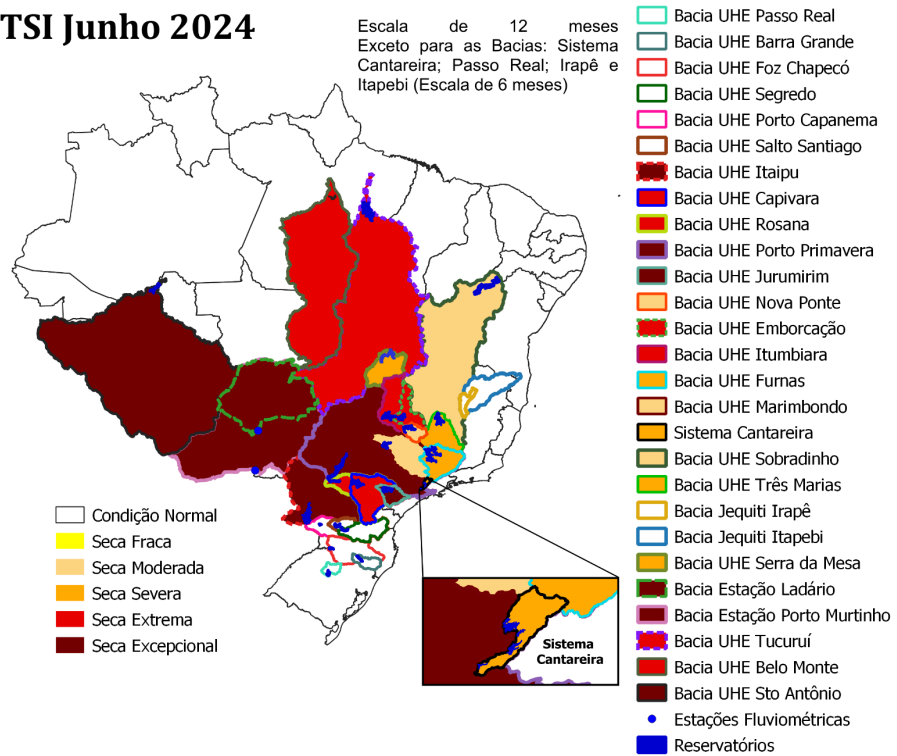 TSI Junho 2024
Escala de 12 meses
Exceto para as Bacias: Sistema
Cantareira; Passo Real; Irapê e
Itapebi (Escala de 6 meses)
Bacia UHE Passo Real
Bacia UHE Barra Grande
Bacia UHE Foz Chapecó
Bacia UHE Segredo
Bacia UHE Porto Capanema
Bacia UHE Salto Santiago
Bacia UHE Itaipu
Bacia UHE Capivara
Bacia UHE Rosana
Bacia UHE Porto Primavera
Bacia UHE Jurumirim
Bacia UHE Nova Ponte
Bacia UHE Emborcação
Bacia UHE Itumbiara
Bacia UHE Furnas
Bacia UHE Marimbondo
Sistema Cantareira
Bacia UHE Sobradinho
Bacia UHE Três Marias
Bacia Jequiti Irapê
Bacia Jequiti Itapebi
Bacia UHE Serra da Mesa
Bacia Estação Ladário
Bacia Estação Porto Murtinho
Bacia UHE Tucuruí
Bacia UHE Belo Monte
Bacia UHE Sto Antônio
Estações Fluviométricas
Reservatórios
Condição Normal
Seca Fraca
Seca Moderada
Seca Severa
Seca Extrema
Seca Excepcional
Sistema
Cantareira